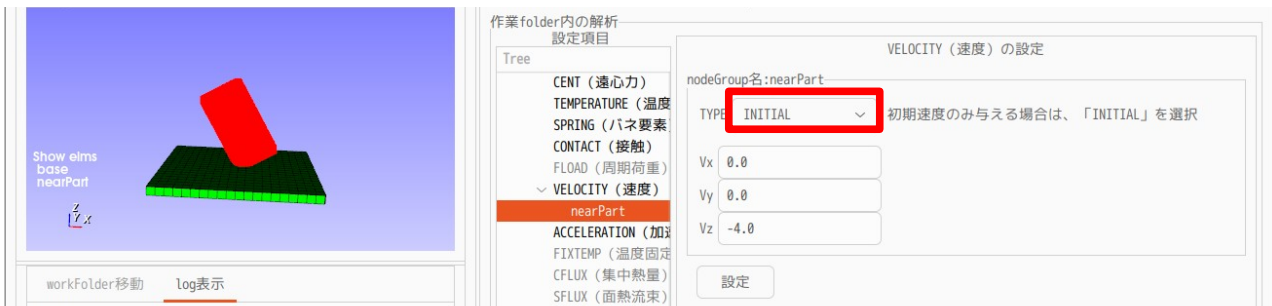 Show elms
base
nearPart
Z
Y X
workFolder移動
log表示
作業folder内の解析
設定項目
Tree
CENT (遠心力)
TEMPERATURE (温度
SPRING (バネ要素
CONTACT (接触)
FLOAD (周期荷重)
VELOCITY (速度)
nearPart
ACCELERATION (加速
FIXTEMP (温度固定
CFLUX (集中熱量)
SFLUX (面熱流束)
VELOCITY (速度) の設定
nodeGroup名:nearPart
TYPE INITIAL 初期速度のみ与える場合は、「INITIAL」を選択
Vx 0.0
Vy 0.0
Vz -4.0
設定